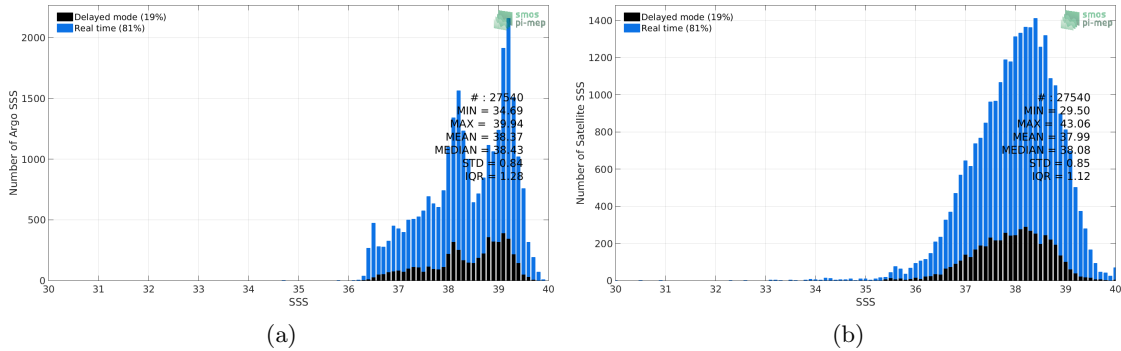 Delayed mode (19%)
Real time (81%)
smos
pi-mep
2000
1500
1000
500
0
Number of Argo SSS
# : 27540
MIN = 34.69
MAX = 39.94
MEAN = 38.37
MEDIAN = 38.43
STD = 0.84
IQR = 1.28
30 31 32 33 34 35 36 37 38 39 40
SSS
(a)
Delayed mode (19%)
Real time (81%)
smos
pi-mep
1400
1200
1000
800
600
400
200
0
Number of Satellite SSS
# : 27540
MIN = 29.50
MAX = 43.06
MEAN = 37.99
MEDIAN = 38.08
STD = 0.85
IQR = 1.12
30 31 32 33 34 35 36 37 38 39 40
SSS
(b)